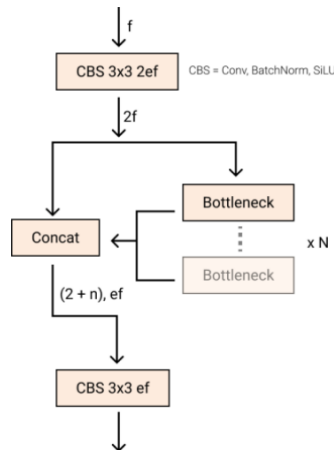 f
CBS 3x3 2ef
CBS = Conv, BatchNorm, SiLU
2f
Bottleneck
Concat
x N
Bottleneck
(2 + n), ef
CBS 3x3 ef